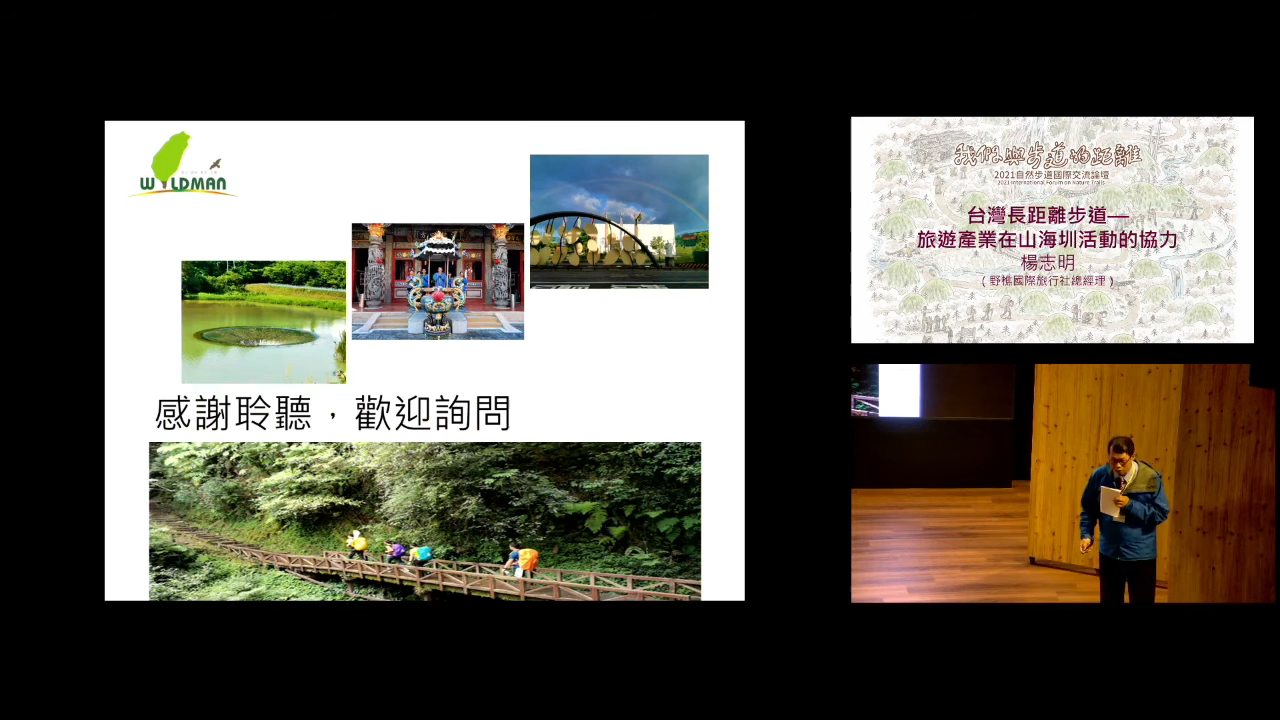 WILDMAN
感謝聆聽，歡迎詢問
我們與步道的距離
2021自然步道國際交流論壇
2021 International Forum on Nature Trails
台灣長距離步道—
旅遊產業在山海圳活動的協力
楊志明
（野樵國際旅行社總經理）